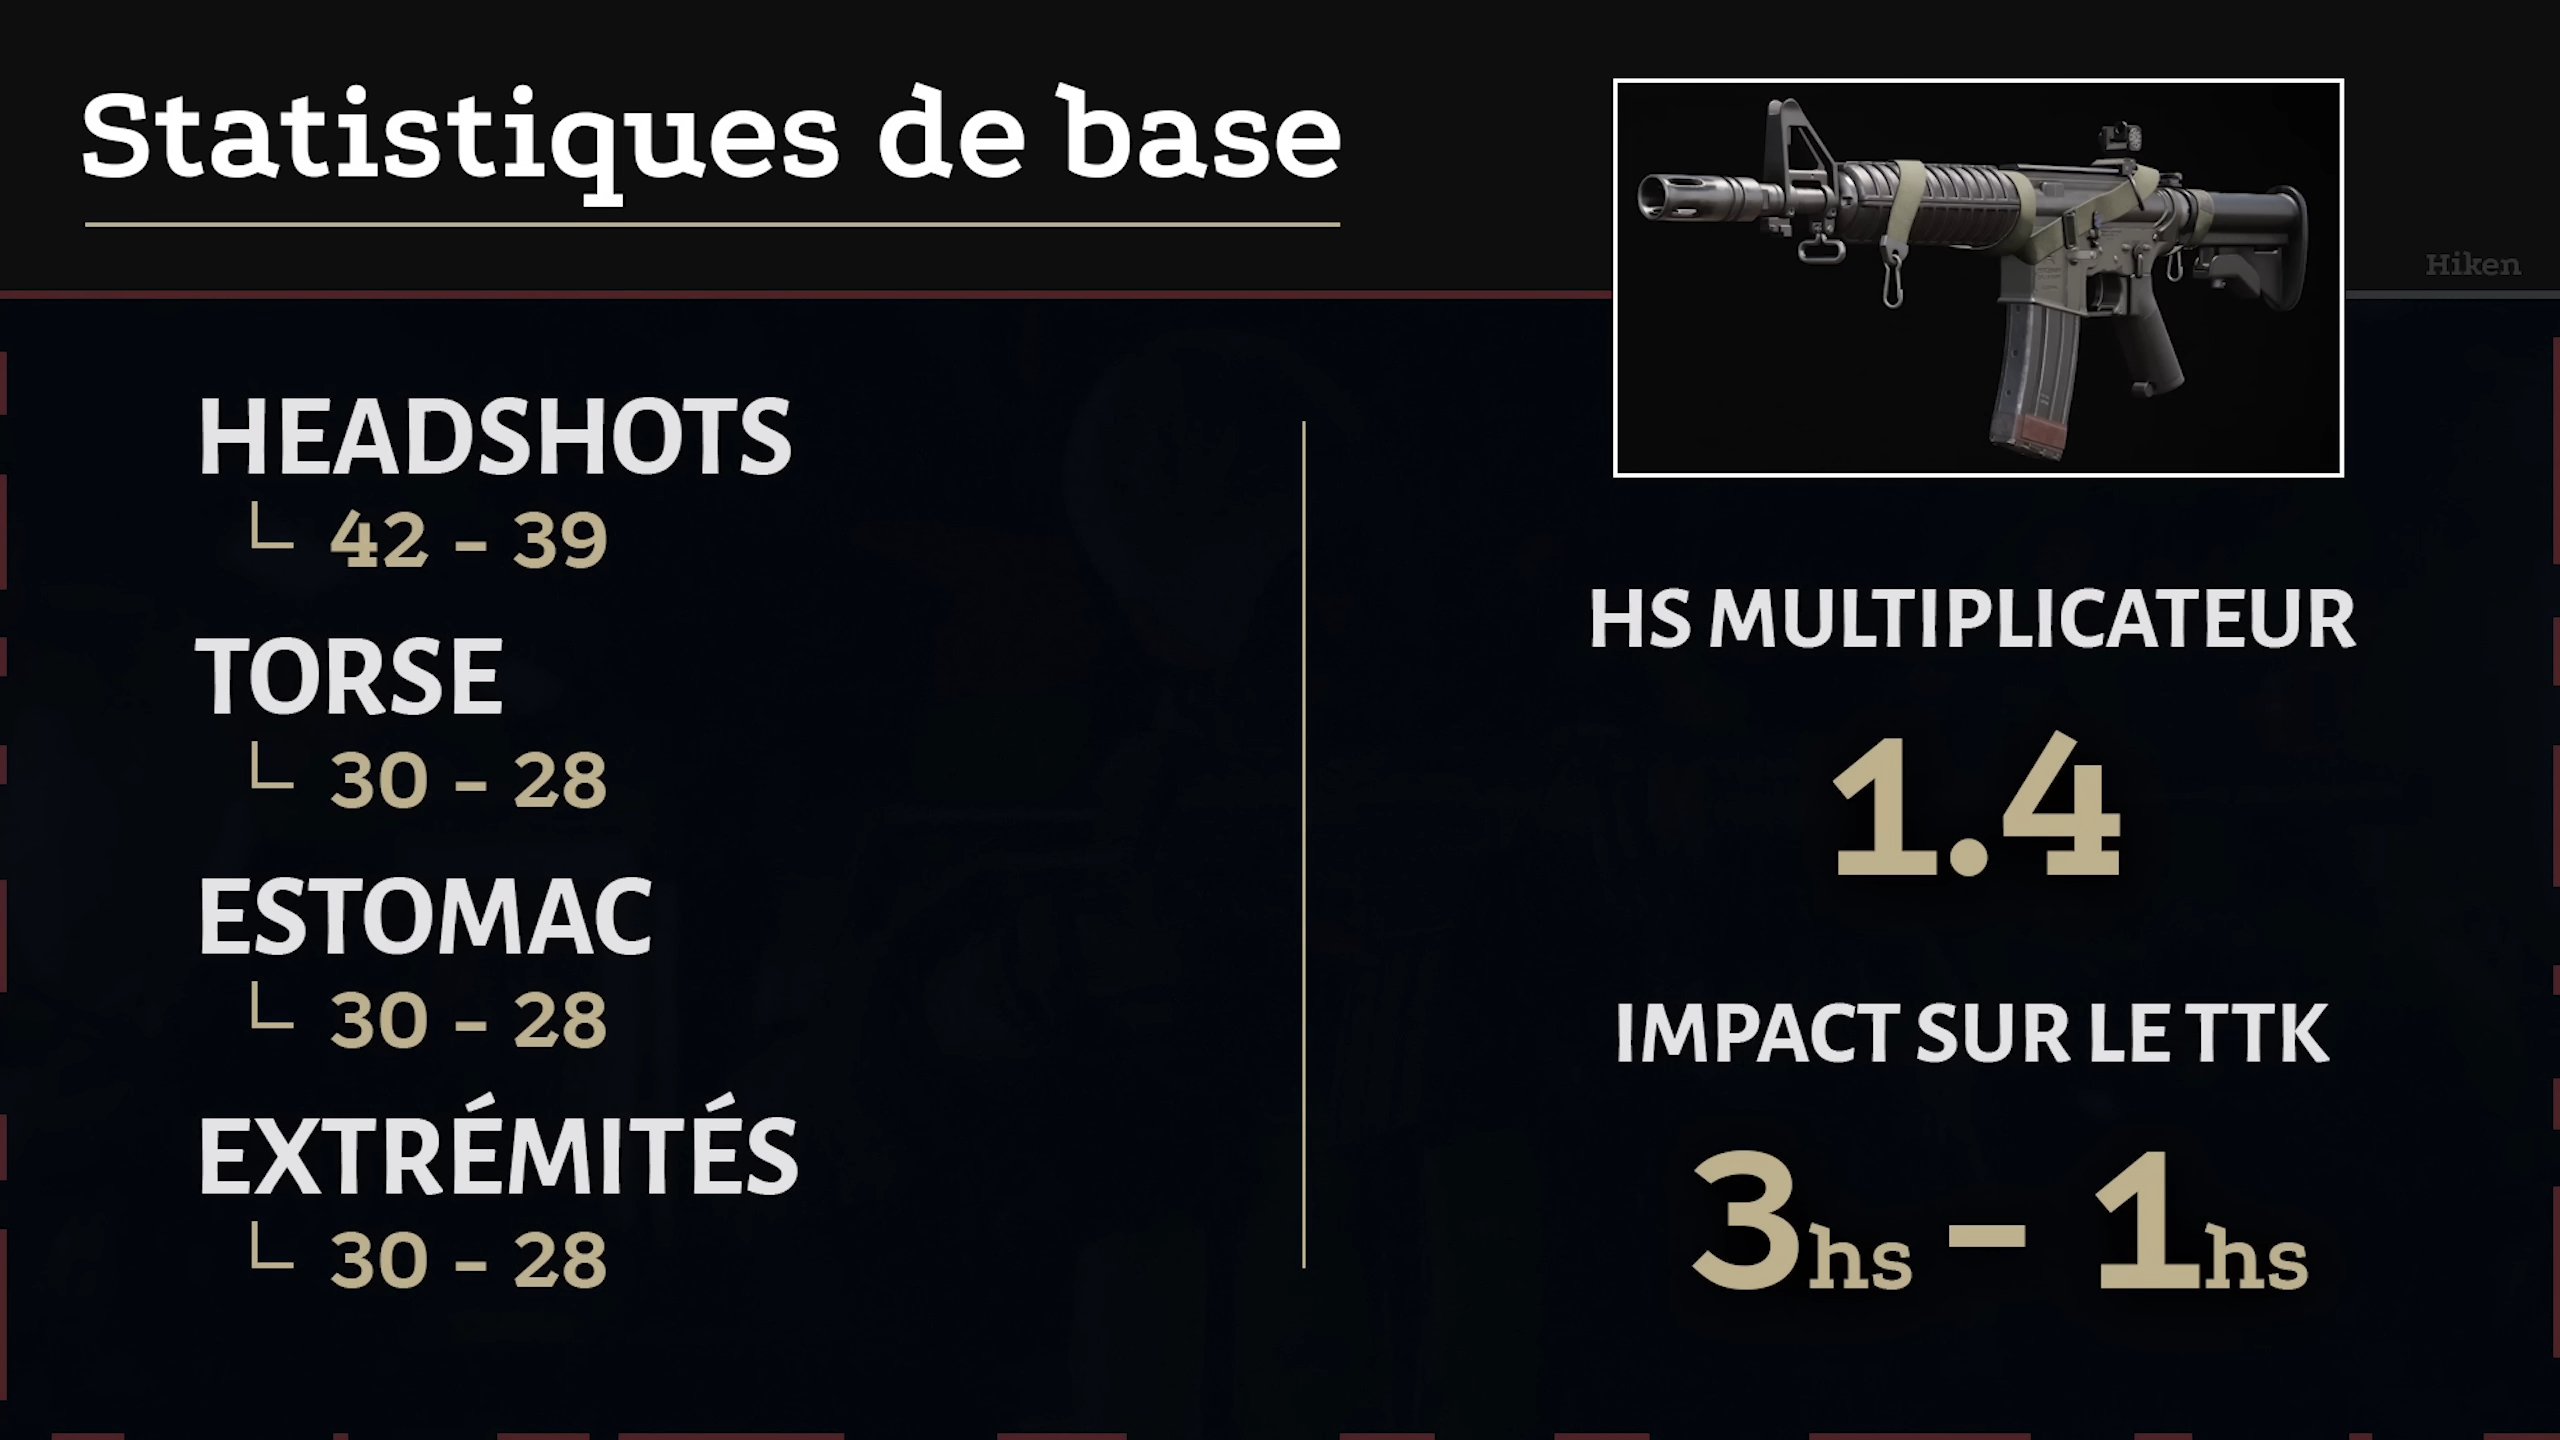 Statistiques de base
Hiken
HEADSHOTS
42 - 39
TORSE
30 - 28
ESTOMAC
30 - 28
EXTRÉMITÉS
30 - 28
HS MULTIPLICATEUR
1.4
IMPACT SUR LE TTK
3hs - 1hs